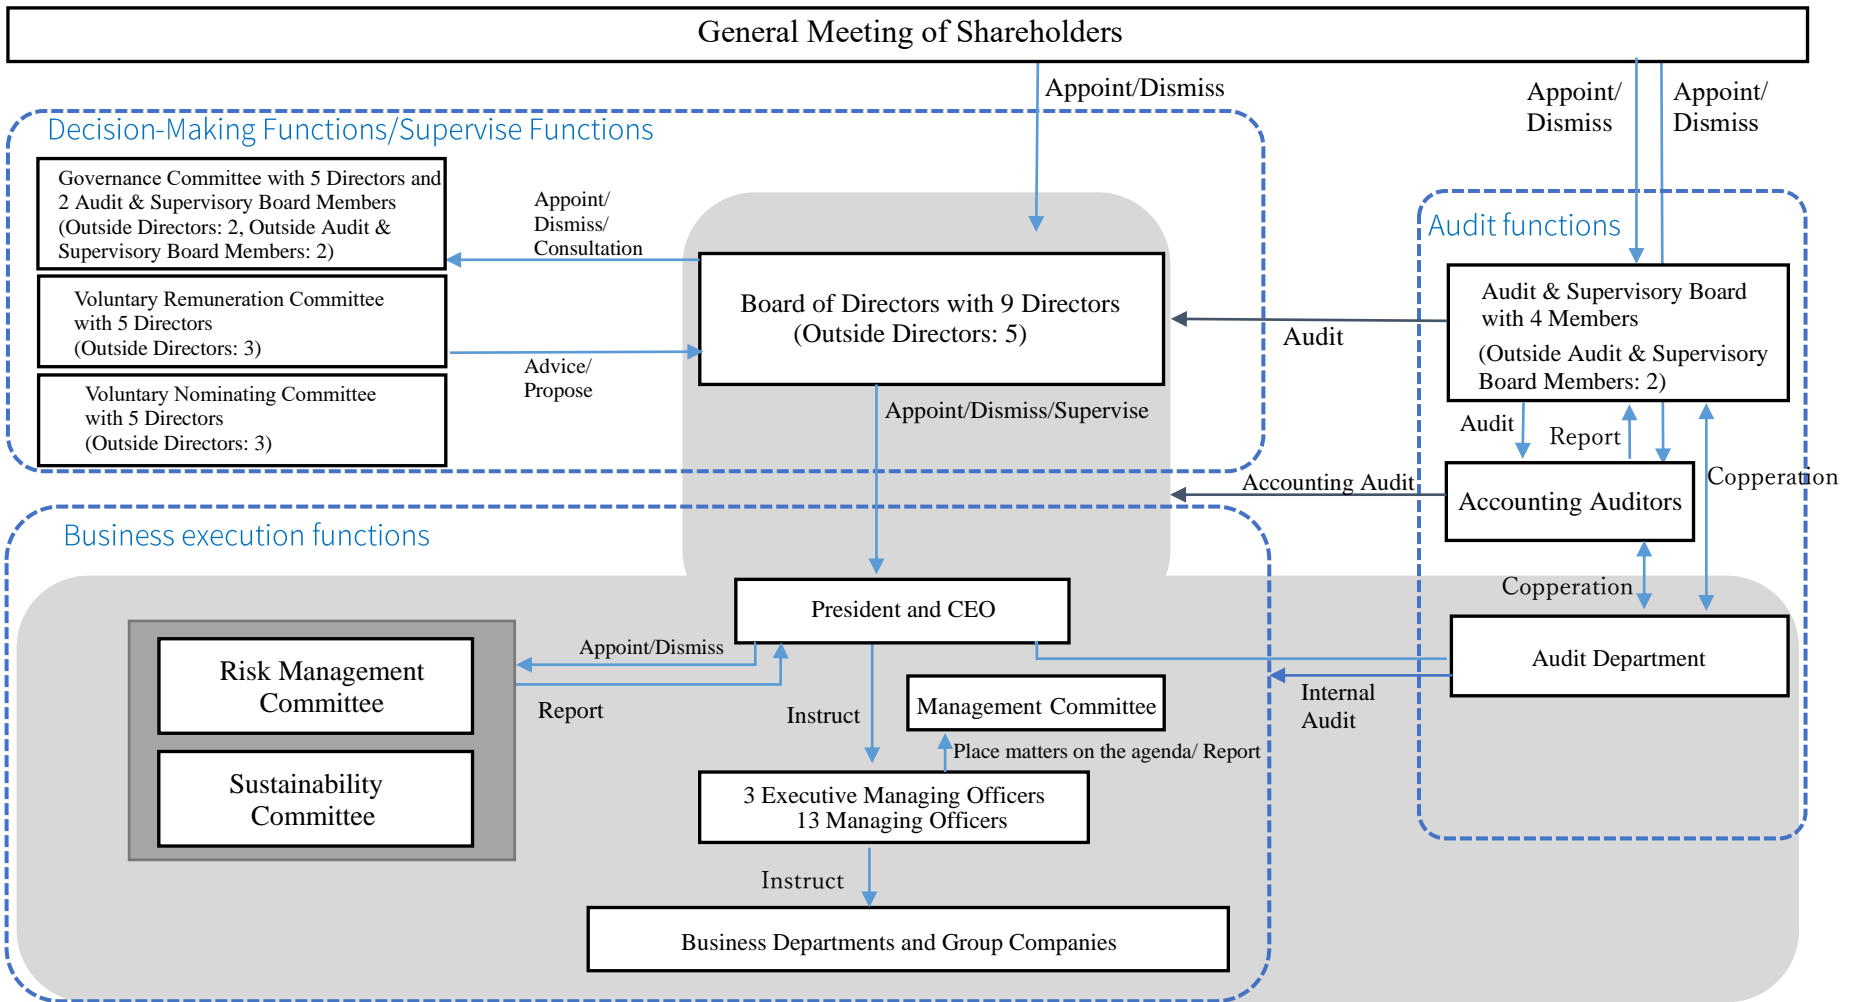 General Meeting of Shareholders
Appoint/Dismiss
Appoint/
Dismiss
Appoint/
Dismiss
Decision-Making Functions/Supervise Functions
Governance Committee with 5 Directors and
2 Audit & Supervisory Board Members
(Outside Directors: 2, Outside Audit &
Supervisory Board Members: 2)
Appoint/
Dismiss/
Consultation
Voluntary Remuneration Committee
with 5 Directors
(Outside Directors: 3)
Advice/
Propose
Voluntary Nominating Committee
with 5 Directors
(Outside Directors: 3)
Board of Directors with 9 Directors
(Outside Directors: 5)
Appoint/Dismiss/Supervise
Audit
Audit functions
Audit & Supervisory Board
with 4 Members
(Outside Audit & Supervisory
Board Members: 2)
Audit
Report
Copperation
Accounting Audit
Accounting Auditors
Copperation
Business execution functions
President and CEO
Appoint/Dismiss
Report
Risk Management
Committee
Sustainability
Committee
Instruct
Management Committee
Place matters on the agenda/ Report
3 Executive Managing Officers
13 Managing Officers
Instruct
Business Departments and Group Companies
Internal
Audit
Audit Department